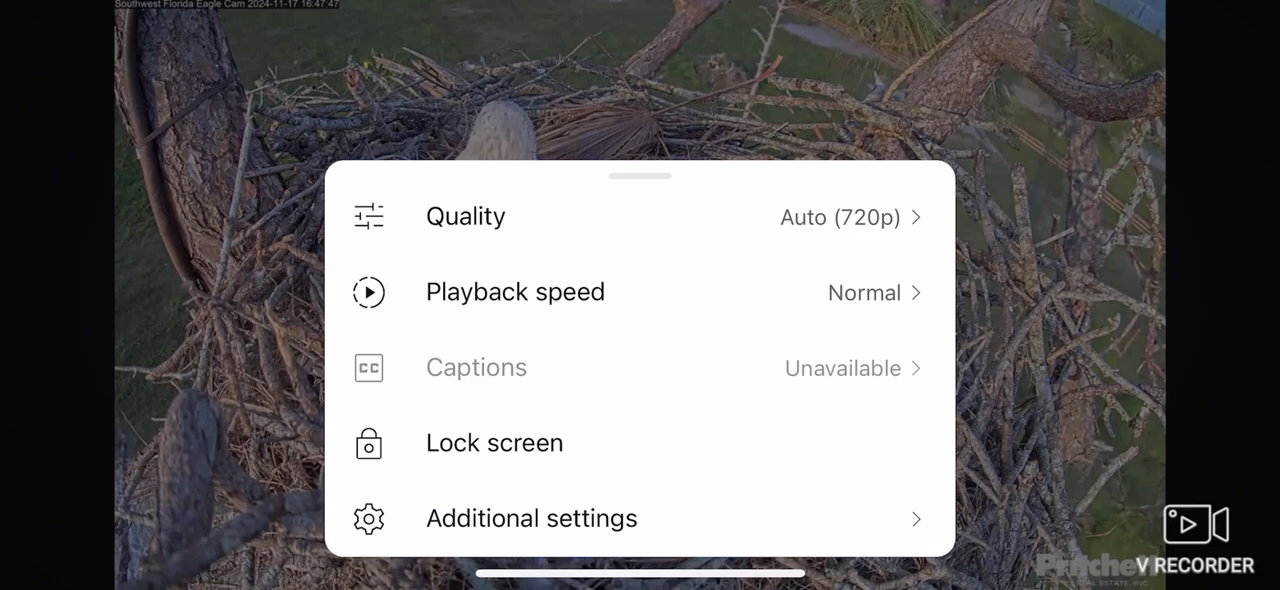 Southwest Florida Eagle Cam 2024-11-17 16:47:47
Quality Auto (720p)
Playback speed Normal
CC Captions Unavailable
Lock screen
Additional settings
V RECORDER